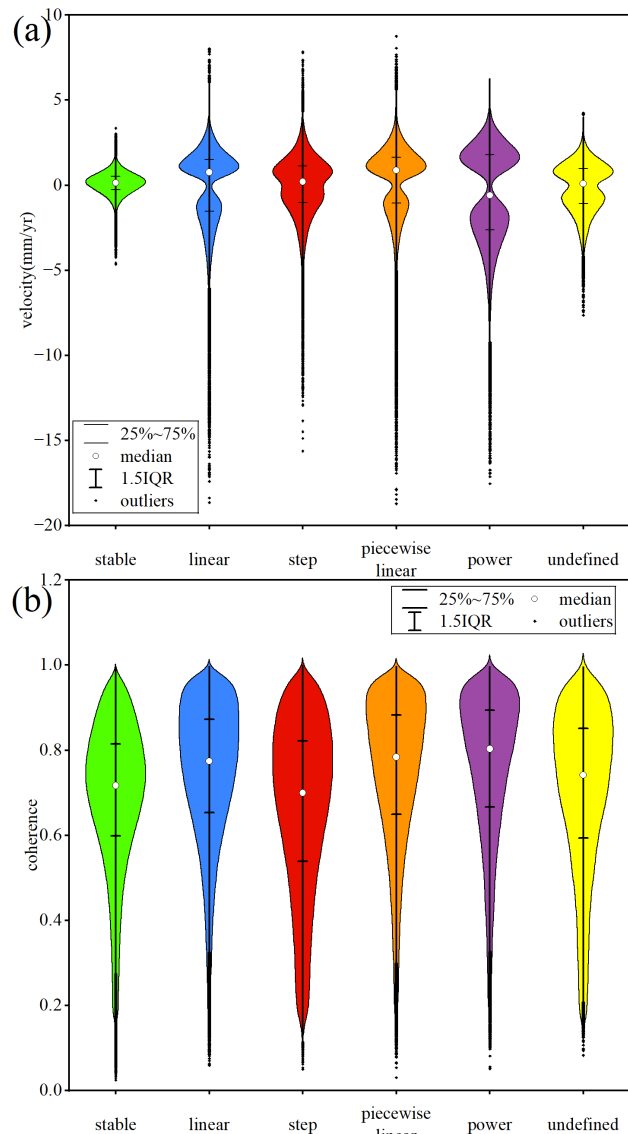 (a)
10
5
0
−5
−10
−15
−20
velocity(mm/yr)
25%~75%
median
1.5IQR
outliers
stable linear step piecewise linear power undefined
(b)
1.2
1.0
0.8
0.6
0.4
0.2
0.0
coherence
25%~75% median
1.5IQR outliers
stable linear step piecewise linear power undefined